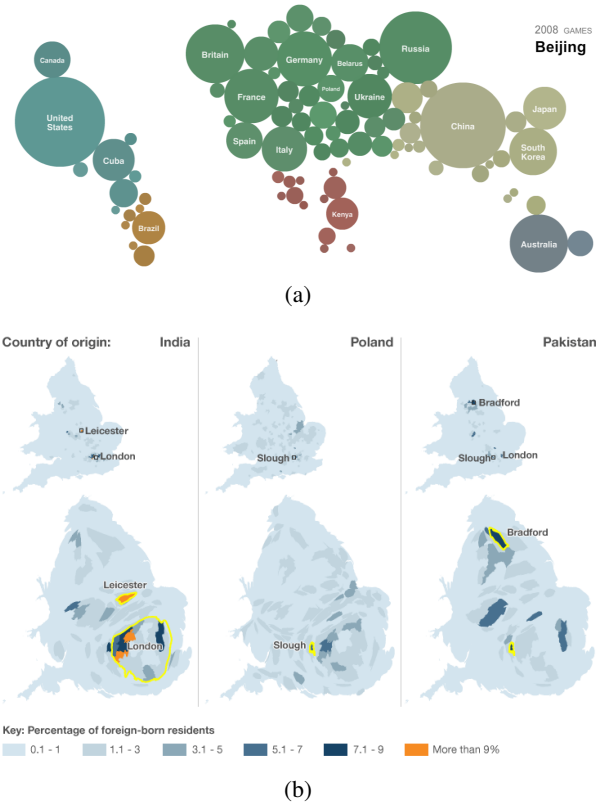 2008 GAMES
Beijing
Canada
United
States
Cuba
Brazil
Britain
Germany
Belarus
Russia
France
Poland
Ukraine
Spain
Italy
Kenya
China
Japan
South
Korea
Australia
(a)
Country of origin: India Poland Pakistan
Leicester
London
Slough
Bradford
Slough London
Leicester
London
Slough
Bradford
Key: Percentage of foreign-born residents
0.1 - 1 1.1 - 3 3.1 - 5 5.1 - 7 7.1 - 9 More than 9%
(b)